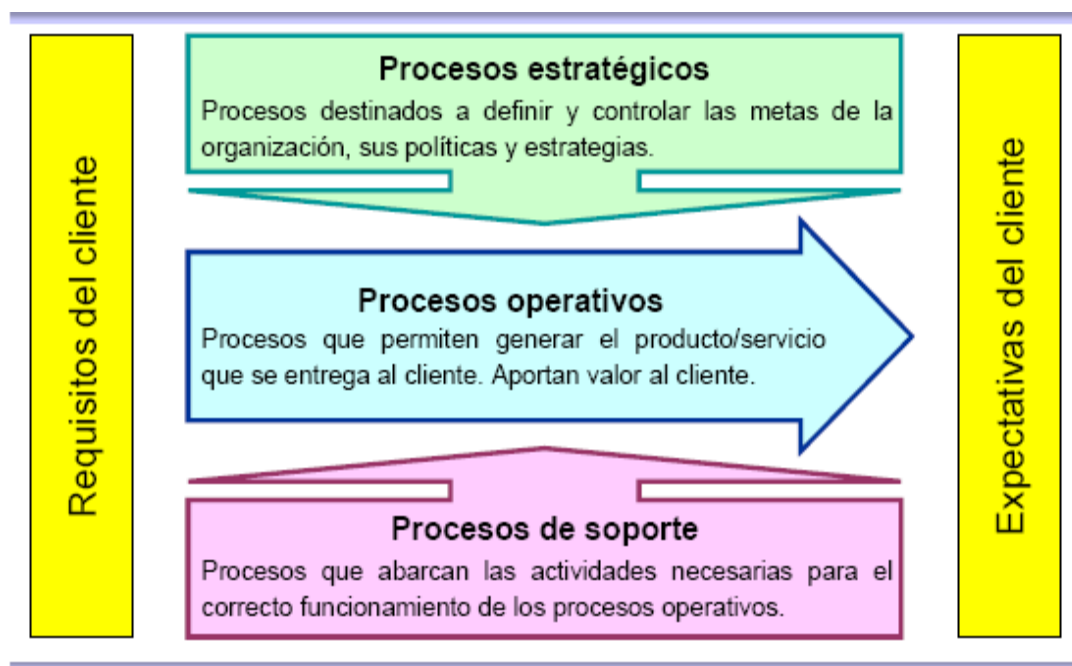 Requisitos del cliente
Procesos estratégicos
Procesos destinados a definir y controlar las metas de la
organización, sus políticas y estrategias.
Procesos operativos
Procesos que permiten generar el producto/servicio
que se entrega al cliente. Aportan valor al cliente.
Procesos de soporte
Procesos que abarcan las actividades necesarias para el
correcto funcionamiento de los procesos operativos.
Expectativas del cliente